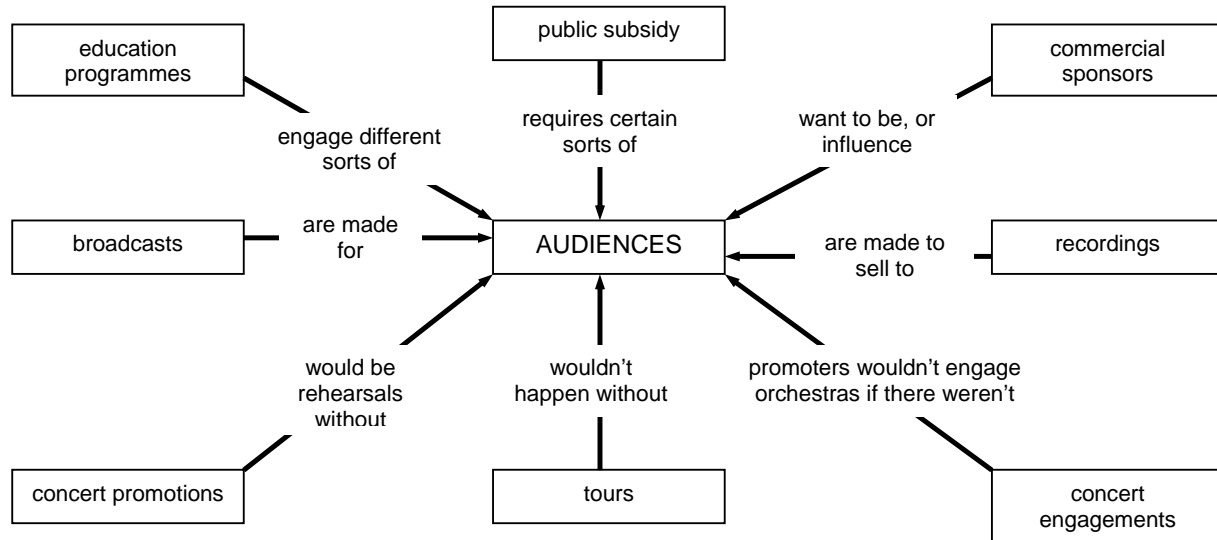 education
programmes
public subsidy
commercial
sponsors
engage different
sorts of
requires certain
sorts of
want to be, or
influence
broadcasts
are made
for
AUDIENCES
are made to
sell to
recordings
would be
rehearsals
without
wouldn’t
happen without
promoters wouldn’t engage
orchestras if there weren’t
concert promotions
tours
concert
engagements